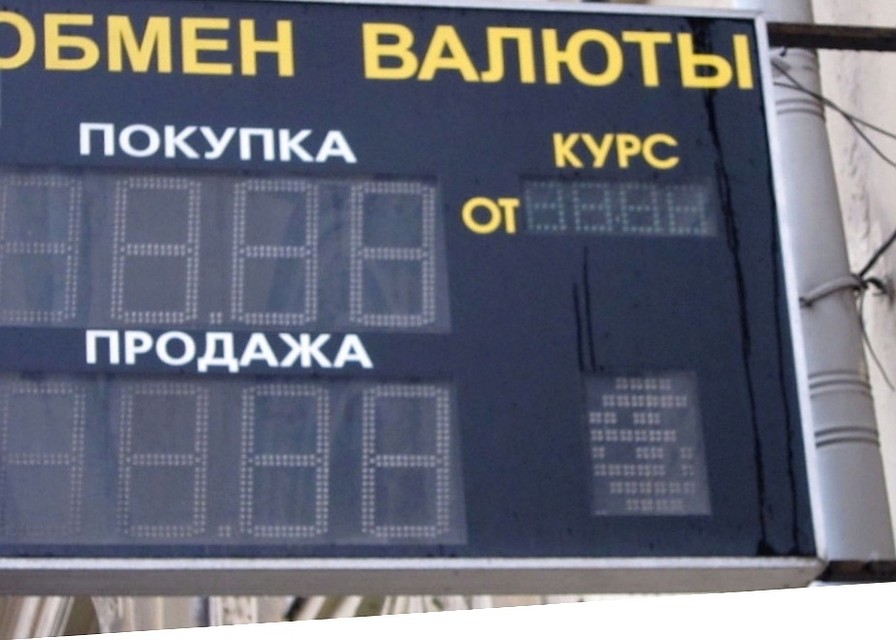 ОБМЕН ВАЛЮТЫ
ПОКУПКА
КУРС
ОТ
ПРОДАЖА